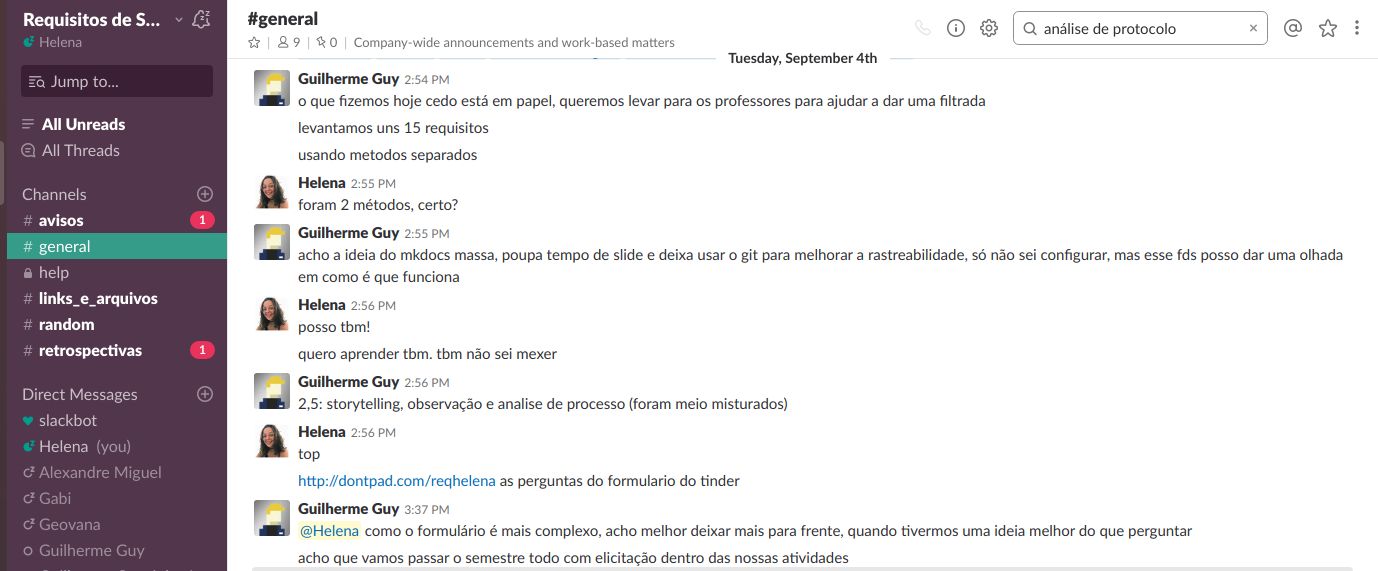 Requisitos de S...
Helena
Jump to...
All Unreads
All Threads
Channels
# avisos 1
# general
help
# links_e_arquivos
# random
# retrospectivas 1
Direct Messages
slackbot
Helena (you)
Alexandre Miguel
Gabi
Geovana
Guilherme Guy
#general
9 | 0 | Company-wide announcements and work-based matters
análise de protocolo
Tuesday, September 4th
Guilherme Guy 2:54 PM
o que fizemos hoje cedo está em papel, queremos levar para os professores para ajudar a dar uma filtrada
levantamos uns 15 requisitos
usando metodos separados
Helena 2:55 PM
foram 2 métodos, certo?
Guilherme Guy 2:55 PM
acho a ideia do mkdocs massa, poupa tempo de slide e deixa usar o git para melhorar a rastreabilidade, só não sei configurar, mas esse fds posso dar uma olhada
em como é que funciona
Helena 2:56 PM
posso tbm!
quero aprender tbm. tbm não sei mexer
Guilherme Guy 2:56 PM
2,5: storytelling, observação e analise de processo (foram meio misturados)
Helena 2:56 PM
top
http://dontpad.com/reqhelena as perguntas do formulario do tinder
Guilherme Guy 3:37 PM
@Helena como o formulário é mais complexo, acho melhor deixar mais para frente, quando tivermos uma ideia melhor do que perguntar
acho que vamos passar o semestre todo com elicitação dentro das nossas atividades